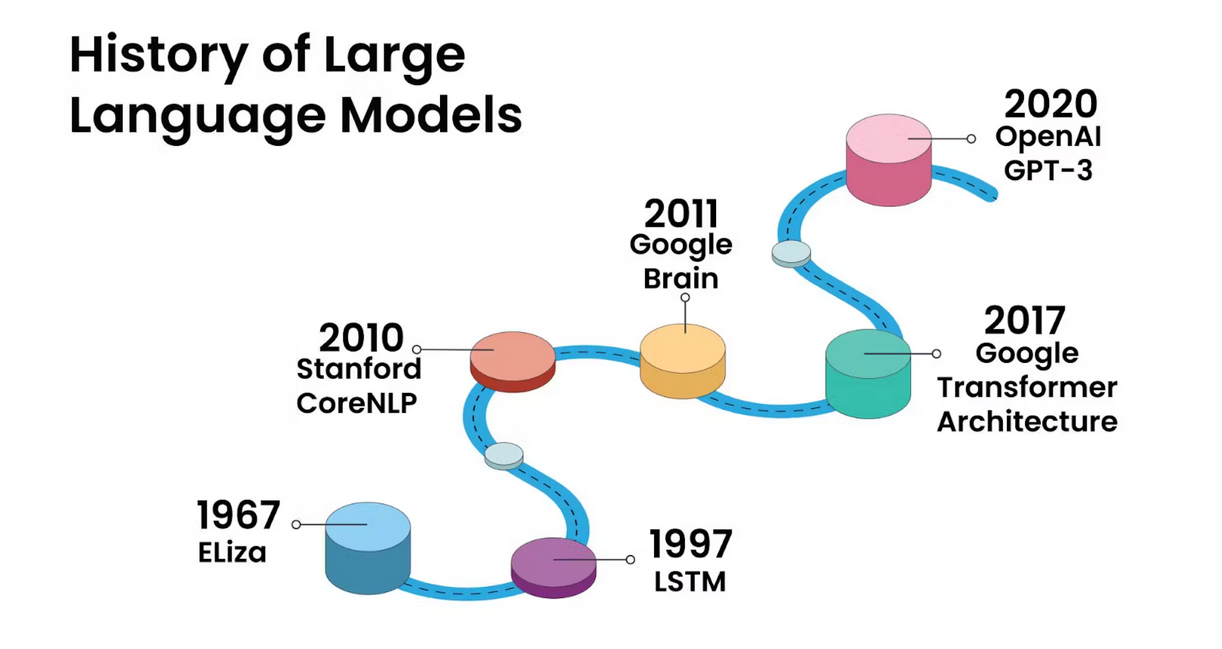 History of Large
Language Models
1967
ELiza
1997
LSTM
2010
Stanford
CoreNLP
2011
Google
Brain
2017
Google
Transformer
Architecture
2020
OpenAI
GPT-3